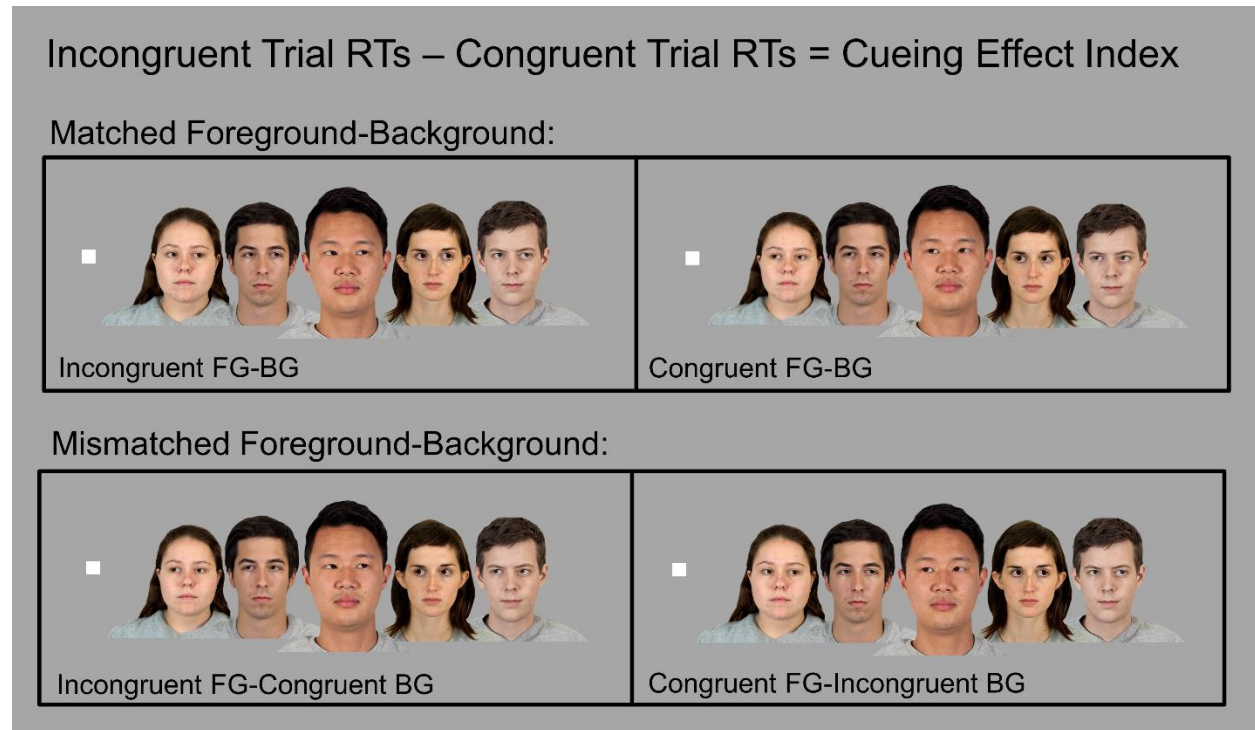 Incongruent Trial RTs – Congruent Trial RTs = Cueing Effect Index
Matched Foreground-Background:
Incongruent FG-BG
Congruent FG-BG
Mismatched Foreground-Background:
Incongruent FG-Congruent BG
Congruent FG-Incongruent BG